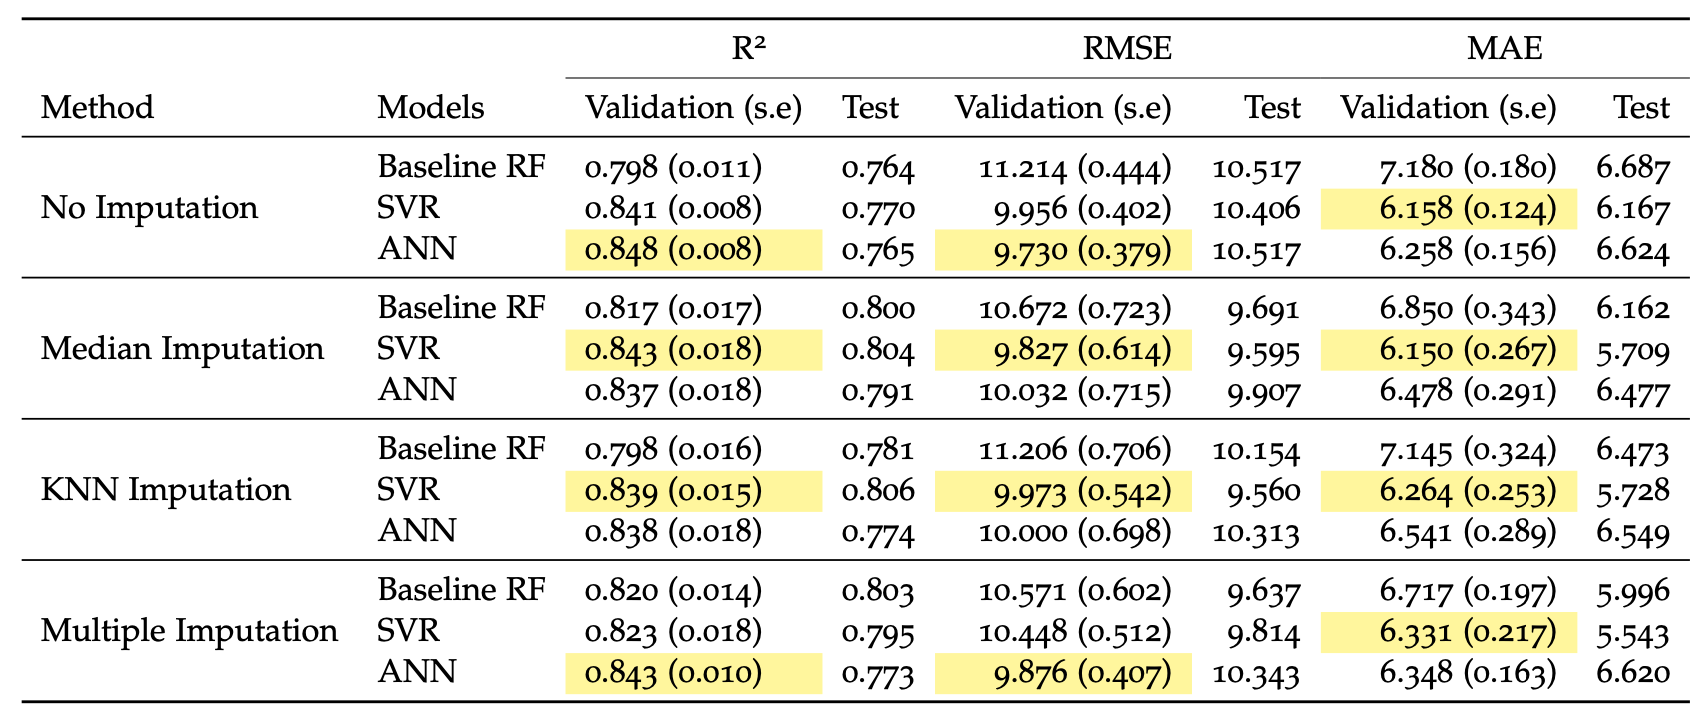 R² RMSE MAE
Method Models Validation (s.e) Test Validation (s.e) Test Validation (s.e) Test
Baseline RF 0.798 (0.011) 0.764 11.214 (0.444) 10.517 7.180 (0.180) 6.687
No Imputation SVR 0.841 (0.008) 0.770 9.956 (0.402) 10.406 6.158 (0.124) 6.167
ANN 0.848 (0.008) 0.765 9.730 (0.379) 10.517 6.258 (0.156) 6.624
Baseline RF 0.817 (0.017) 0.800 10.672 (0.723) 9.691 6.850 (0.343) 6.162
Median Imputation SVR 0.843 (0.018) 0.804 9.827 (0.614) 9.595 6.150 (0.267) 5.709
ANN 0.837 (0.018) 0.791 10.032 (0.715) 9.907 6.478 (0.291) 6.477
Baseline RF 0.798 (0.016) 0.781 11.206 (0.706) 10.154 7.145 (0.324) 6.473
KNN Imputation SVR 0.839 (0.015) 0.806 9.973 (0.542) 9.560 6.264 (0.253) 5.728
ANN 0.838 (0.018) 0.774 10.000 (0.698) 10.313 6.541 (0.289) 6.549
Baseline RF 0.820 (0.014) 0.803 10.571 (0.602) 9.637 6.717 (0.197) 5.996
Multiple Imputation SVR 0.823 (0.018) 0.795 10.448 (0.512) 9.814 6.331 (0.217) 5.543
ANN 0.843 (0.010) 0.773 9.876 (0.407) 10.343 6.348 (0.163) 6.620